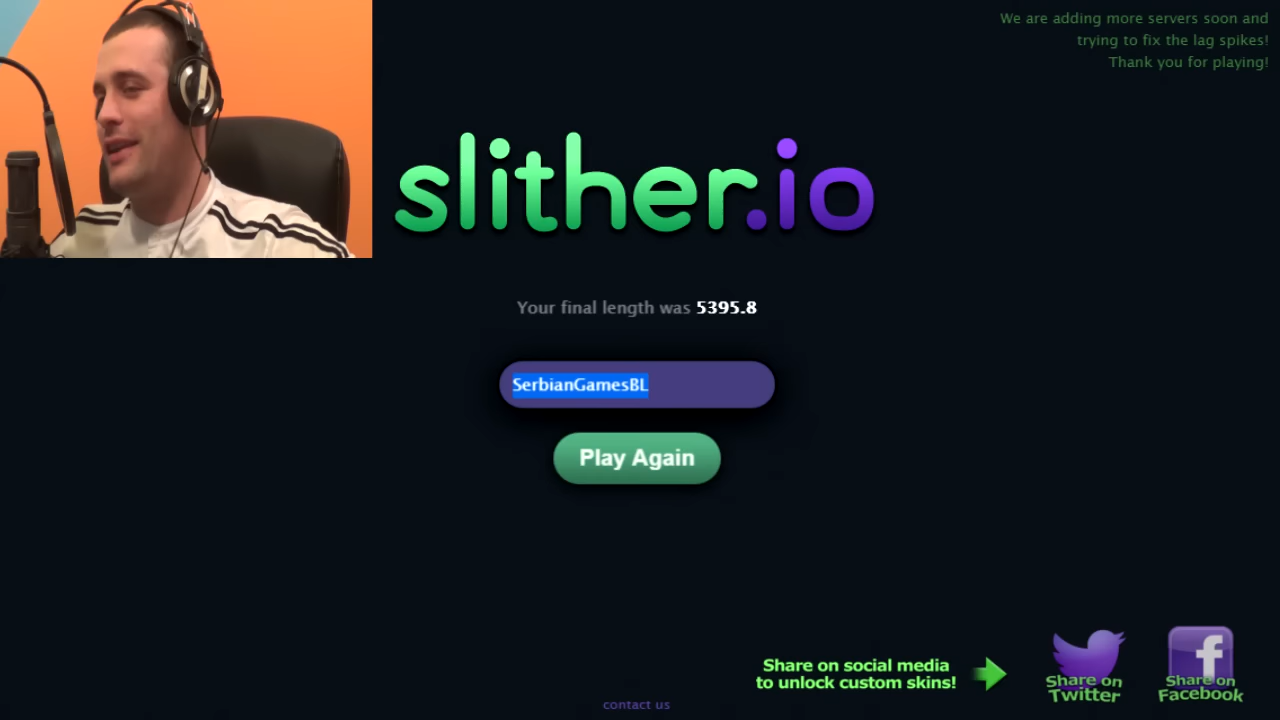 We are adding more servers soon and
trying to fix the lag spikes!
Thank you for playing!
slither.io
Your final length was 5395.8
SerbianGamesBL
Play Again
Share on social media
to unlock custom skins!
Share on
Twitter
Share on
Facebook
contact us